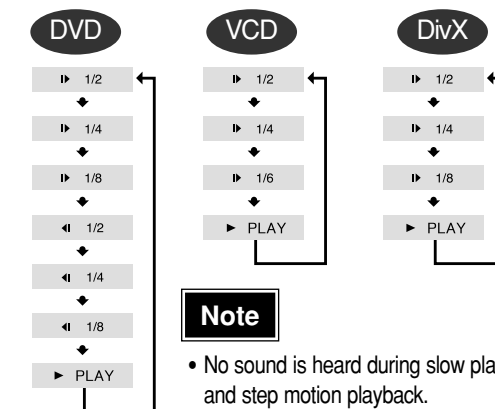 DVD
1/2
1/4
1/8
1/2
1/4
1/8
PLAY
VCD
1/2
1/4
1/6
PLAY
DivX
1/2
1/4
1/8
PLAY
Note
• No sound is heard during slow
and step motion playback.